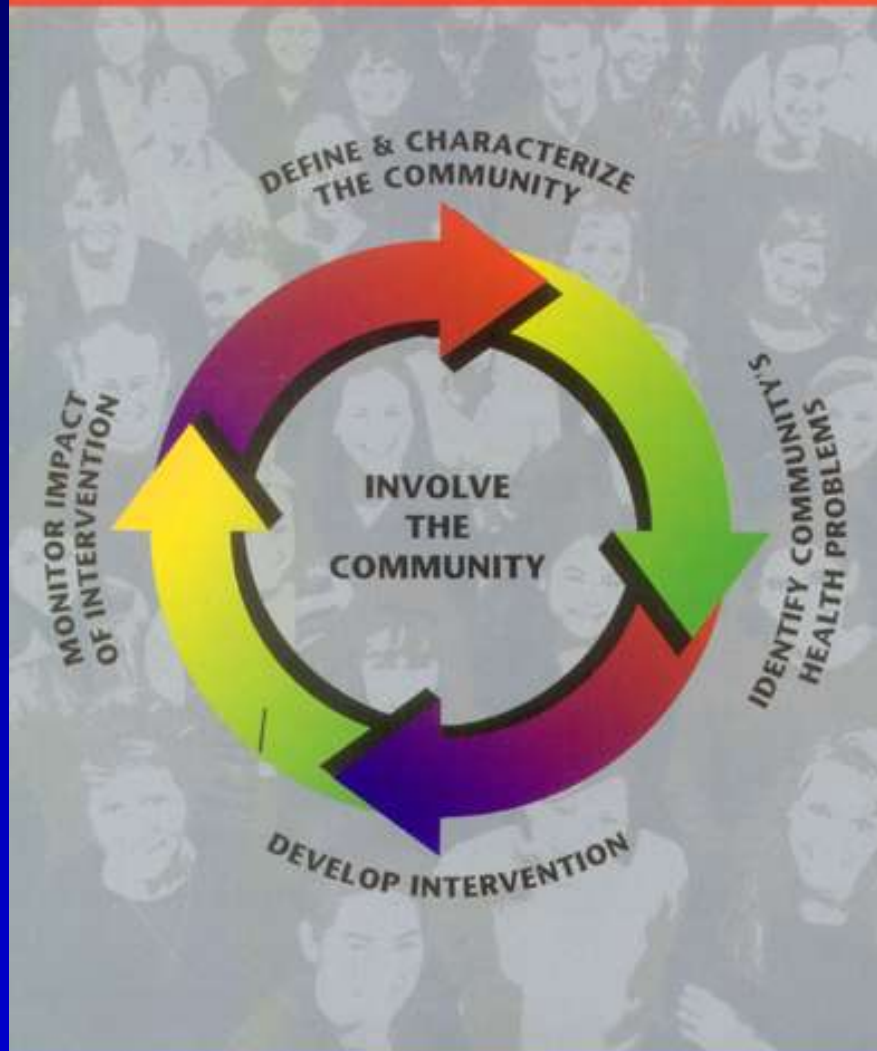 DEFINE & CHARACTERIZE
THE COMMUNITY
IDENTIFY COMMUNITY'S
HEALTH PROBLEMS
DEVELOP INTERVENTION
MONITOR IMPACT
OF INTERVENTION
INVOLVE
THE
COMMUNITY